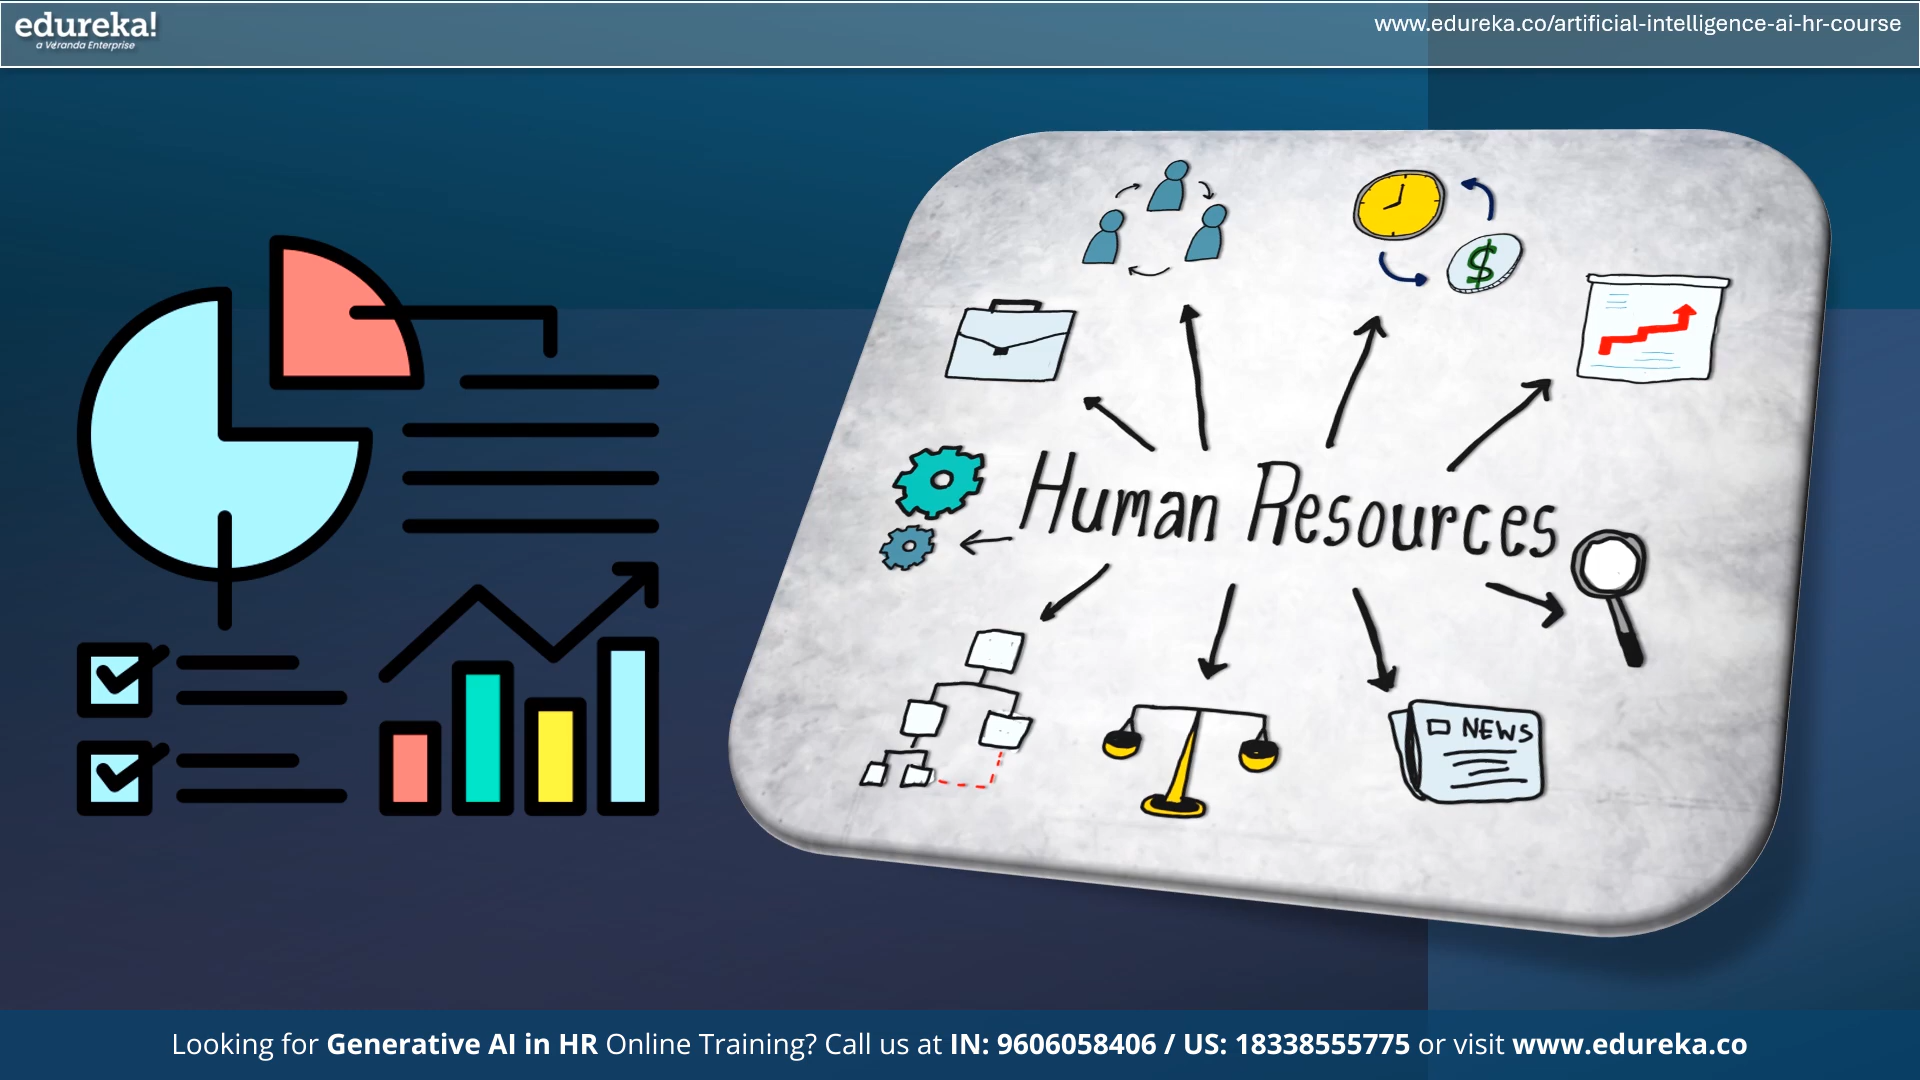 edureka!
a Veranda Enterprise
www.edureka.co/artificial-intelligence-ai-hr-course
$
Human Resources
NEWS
Looking for Generative AI in HR Online Training? Call us at IN: 9606058406 / US: 18338555775 or visit www.edureka.co